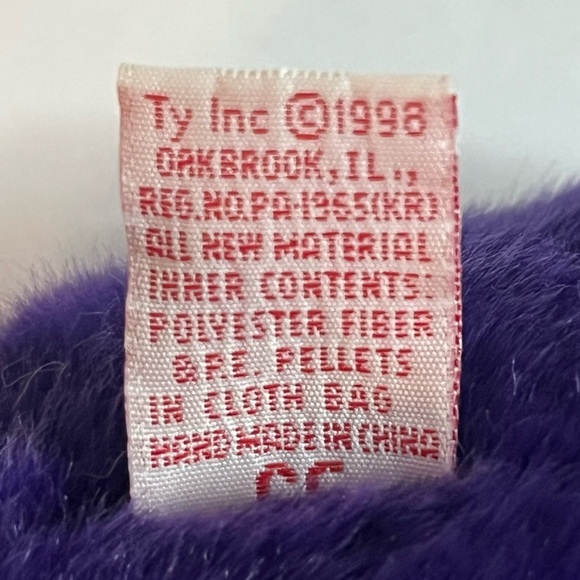 Ty Inc ©1998
OAKBROOK, IL.,
REG.NO.PA-1965(KR)
ALL NEW MATERIAL
INNER CONTENTS:
POLYESTER FIBER
& P.E. PELLETS
IN CLOTH BAG
HAND MADE IN CHINA
CE